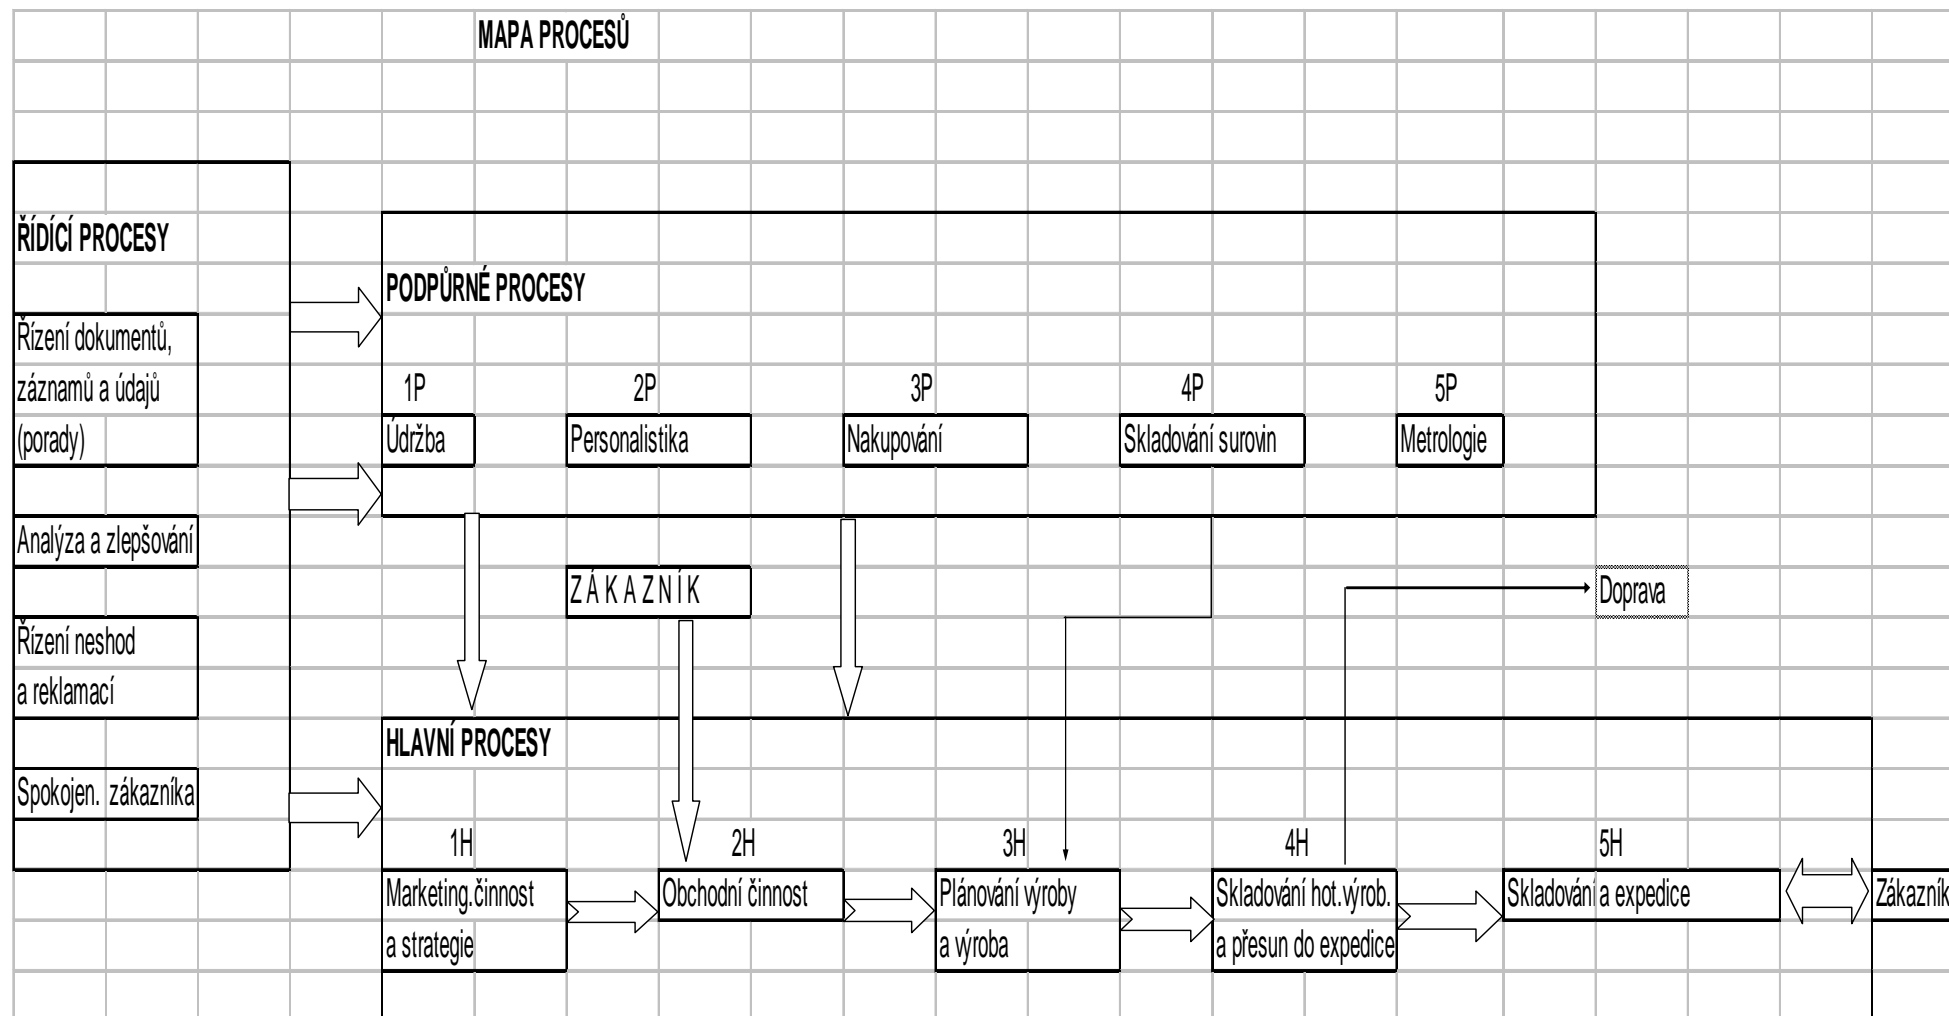 MAPA PROCESŮ
ŘÍDÍCÍ PROCESY
Řízení dokumentů,
záznamů a údajů
(porady)
Analýza a zlepšování
Řízení neshod
a reklamací
Spokojen. zákazníka
PODPŮRNÉ PROCESY
1P
2P
3P
4P
5P
Údržba
Personalistika
Nakupování
Skladování surovin
Metrologie
Z Á K A Z N Í K
Doprava
HLAVNÍ PROCESY
1H
2H
3H
4H
5H
Marketing.činnost
a strategie
Obchodní činnost
Plánování výroby
a výroba
Skladování hot.výrob.
a přesun do expedice
Skladování a expedice
Zákazník